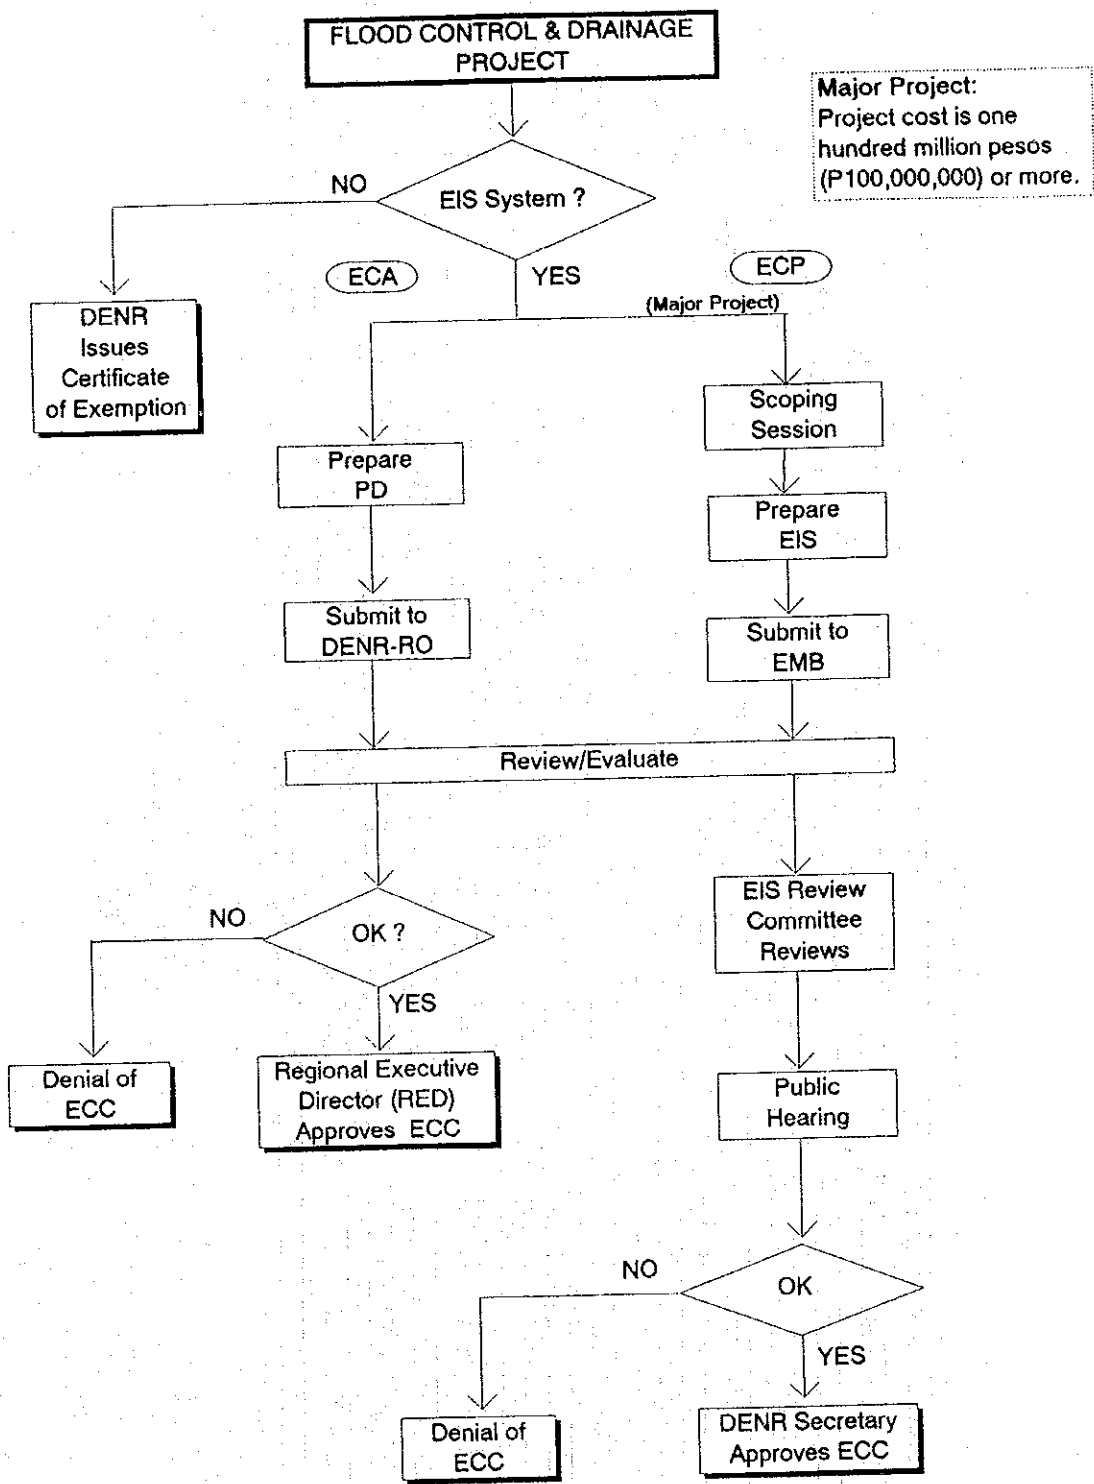 FLOOD CONTROL & DRAINAGE
PROJECT
Major Project:
Project cost is one
hundred million pesos
(P100,000,000) or more.
NO
EIS System ?
ECA
YES
ECP
(Major Project)
DENR
Issues
Certificate
of Exemption
Scoping
Session
Prepare
PD
Prepare
EIS
Submit to
DENR-RO
Submit to
EMB
Review/Evaluate
EIS Review
Committee
Reviews
NO
OK ?
YES
Denial of
ECC
Regional Executive
Director (RED)
Approves ECC
Public
Hearing
NO
OK
YES
Denial of
ECC
DENR Secretary
Approves ECC